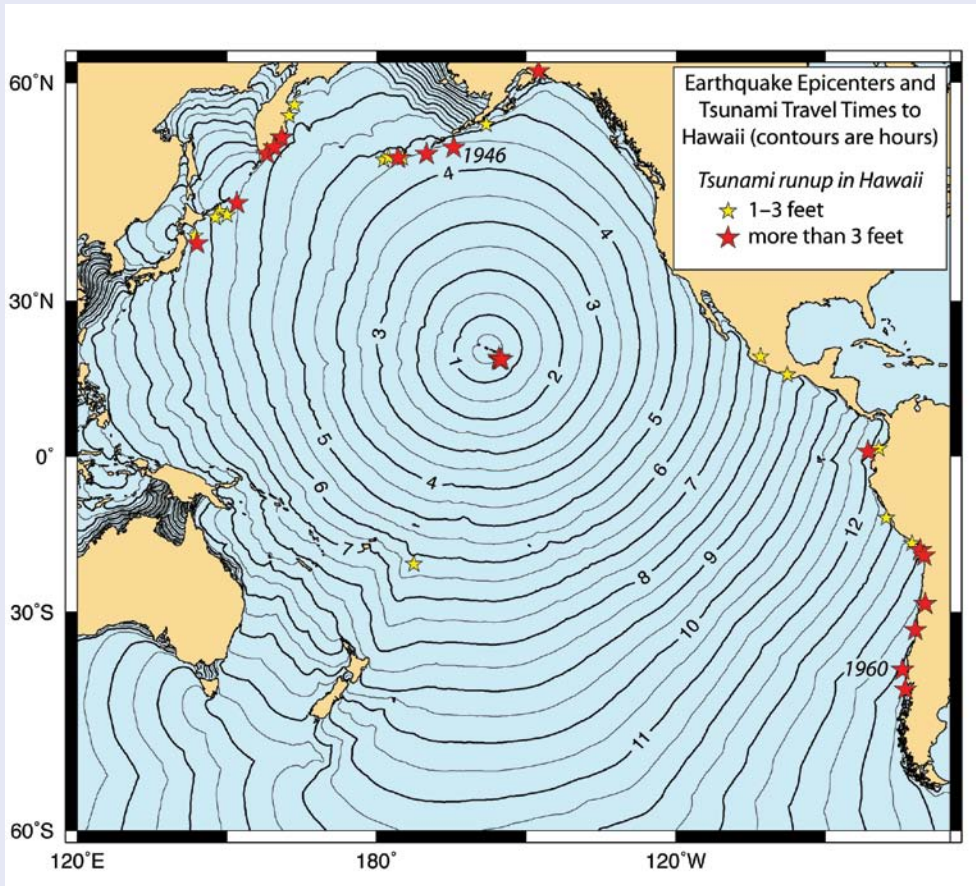 Earthquake Epicenters and
Tsunami Travel Times to
Hawaii (contours are hours)
Tsunami runup in Hawaii
1–3 feet
more than 3 feet
60˚N
30˚N
0˚
30˚S
60˚S
120˚E
180˚
120˚W
1946
1960
4
4
3
3
1
2
5
5
4
6
6
7
7
8
9
10
11
12